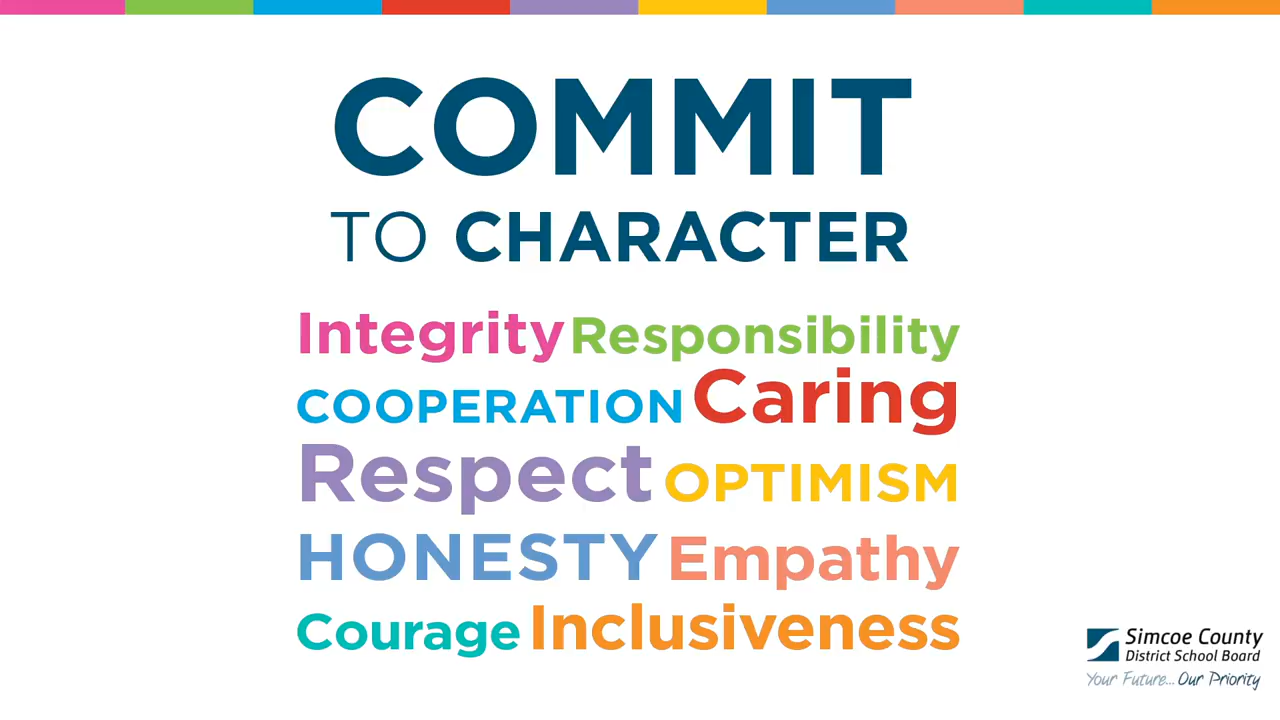 COMMIT
TO CHARACTER
Integrity Responsibility
COOPERATION Caring
Respect OPTIMISM
HONESTY Empathy
Courage Inclusiveness
Simcoe County
District School Board
Your Future... Our Priority